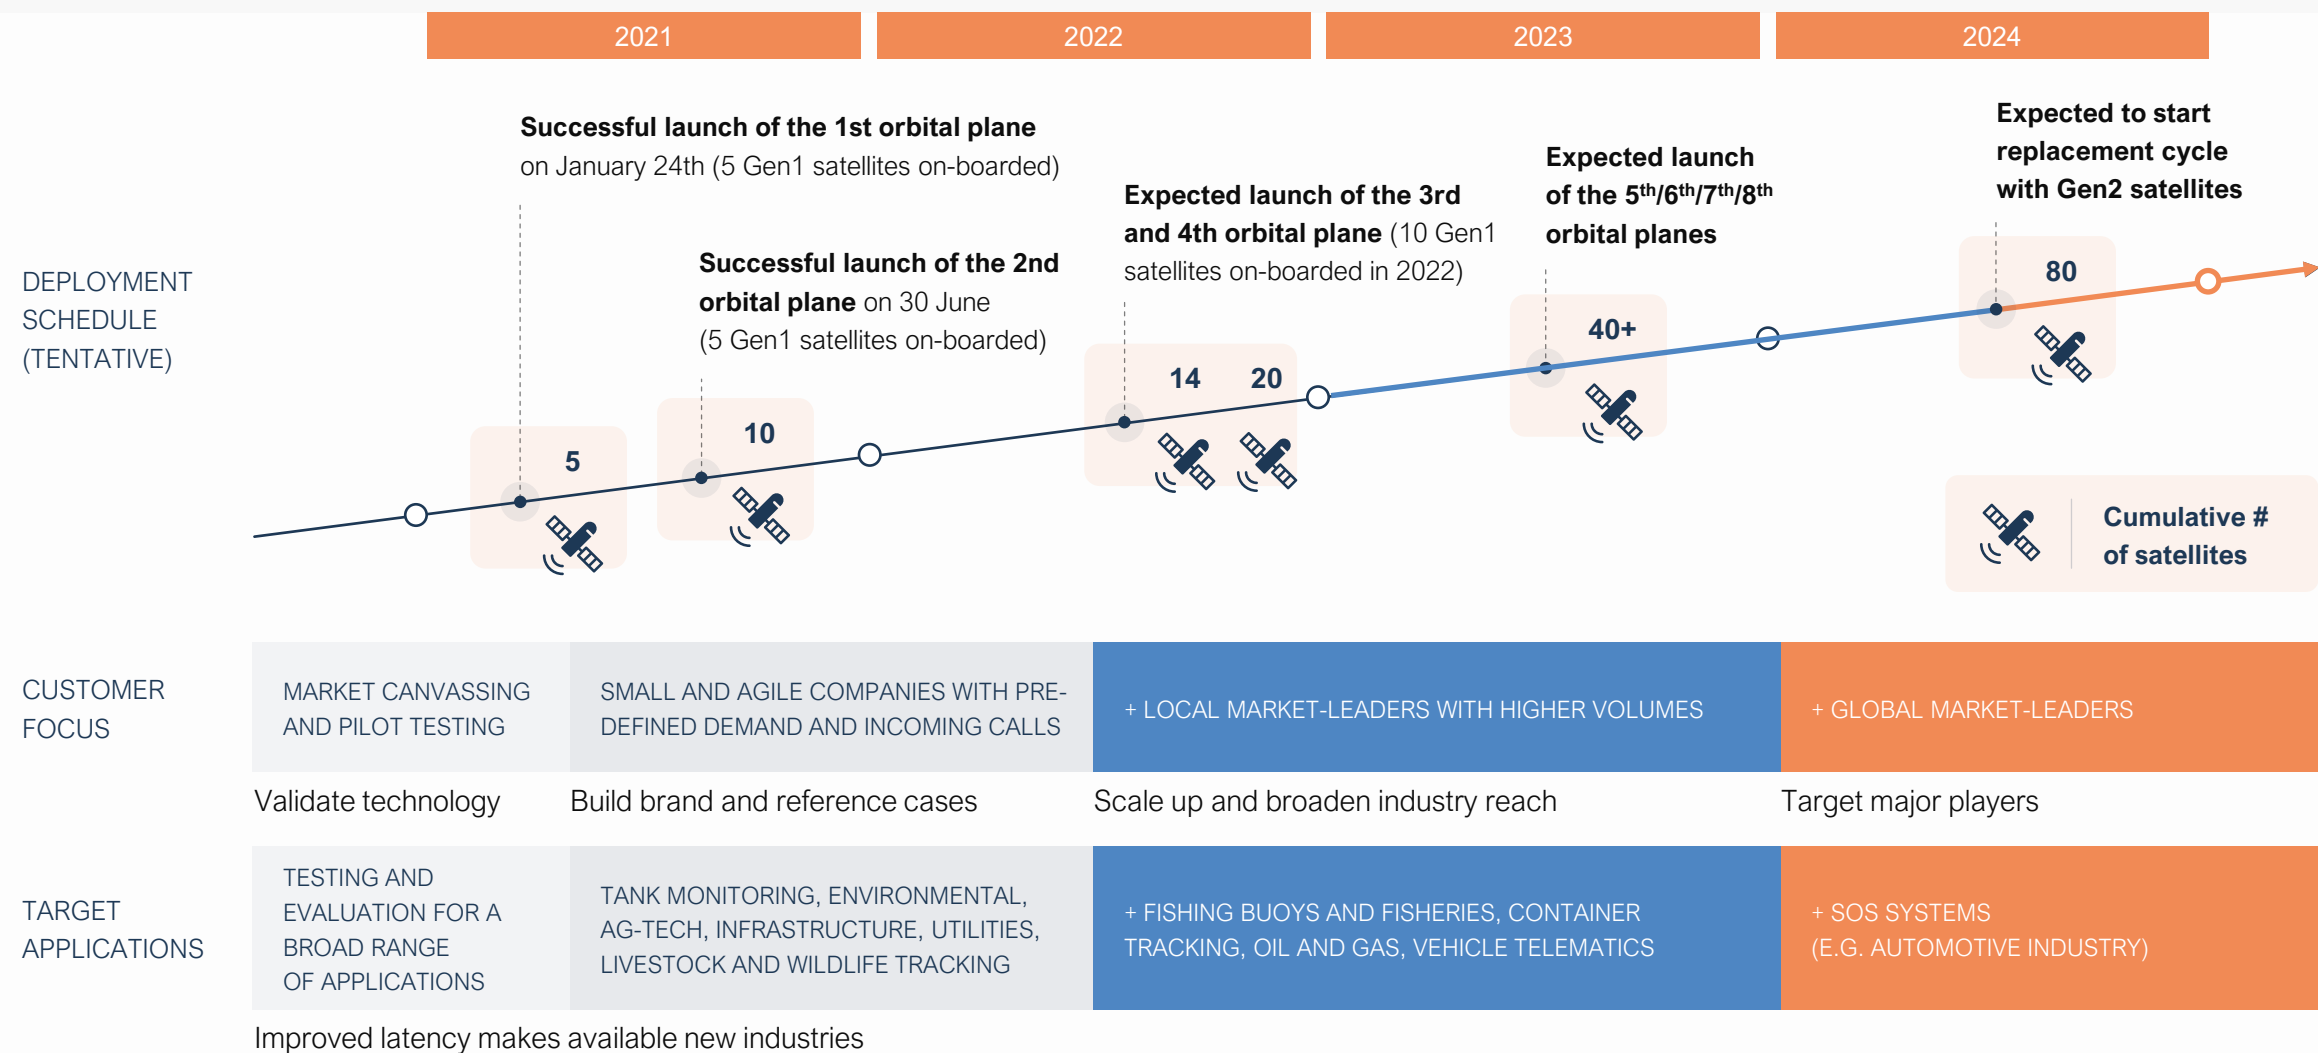 2021
2022
2023
2024
DEPLOYMENT
SCHEDULE
(TENTATIVE)
Successful launch of the 1st orbital plane
on January 24th (5 Gen1 satellites on-boarded)
Successful launch of the 2nd
orbital plane on 30 June
(5 Gen1 satellites on-boarded)
Expected launch of the 3rd
and 4th orbital plane (10 Gen1
satellites on-boarded in 2022)
Expected launch
of the 5th/6th/7th/8th
orbital planes
Expected to start
replacement cycle
with Gen2 satellites
5
10
14
20
40+
80
Cumulative #
of satellites
CUSTOMER
FOCUS
MARKET CANVASSING
AND PILOT TESTING
SMALL AND AGILE COMPANIES WITH PRE-
DEFINED DEMAND AND INCOMING CALLS
+ LOCAL MARKET-LEADERS WITH HIGHER VOLUMES
+ GLOBAL MARKET-LEADERS
Validate technology
Build brand and reference cases
Scale up and broaden industry reach
Target major players
TARGET
APPLICATIONS
TESTING AND
EVALUATION FOR A
BROAD RANGE
OF APPLICATIONS
TANK MONITORING, ENVIRONMENTAL,
AG-TECH, INFRASTRUCTURE, UTILITIES,
LIVESTOCK AND WILDLIFE TRACKING
+ FISHING BUOYS AND FISHERIES, CONTAINER
TRACKING, OIL AND GAS, VEHICLE TELEMATICS
+ SOS SYSTEMS
(E.G. AUTOMOTIVE INDUSTRY)
Improved latency makes available new industries